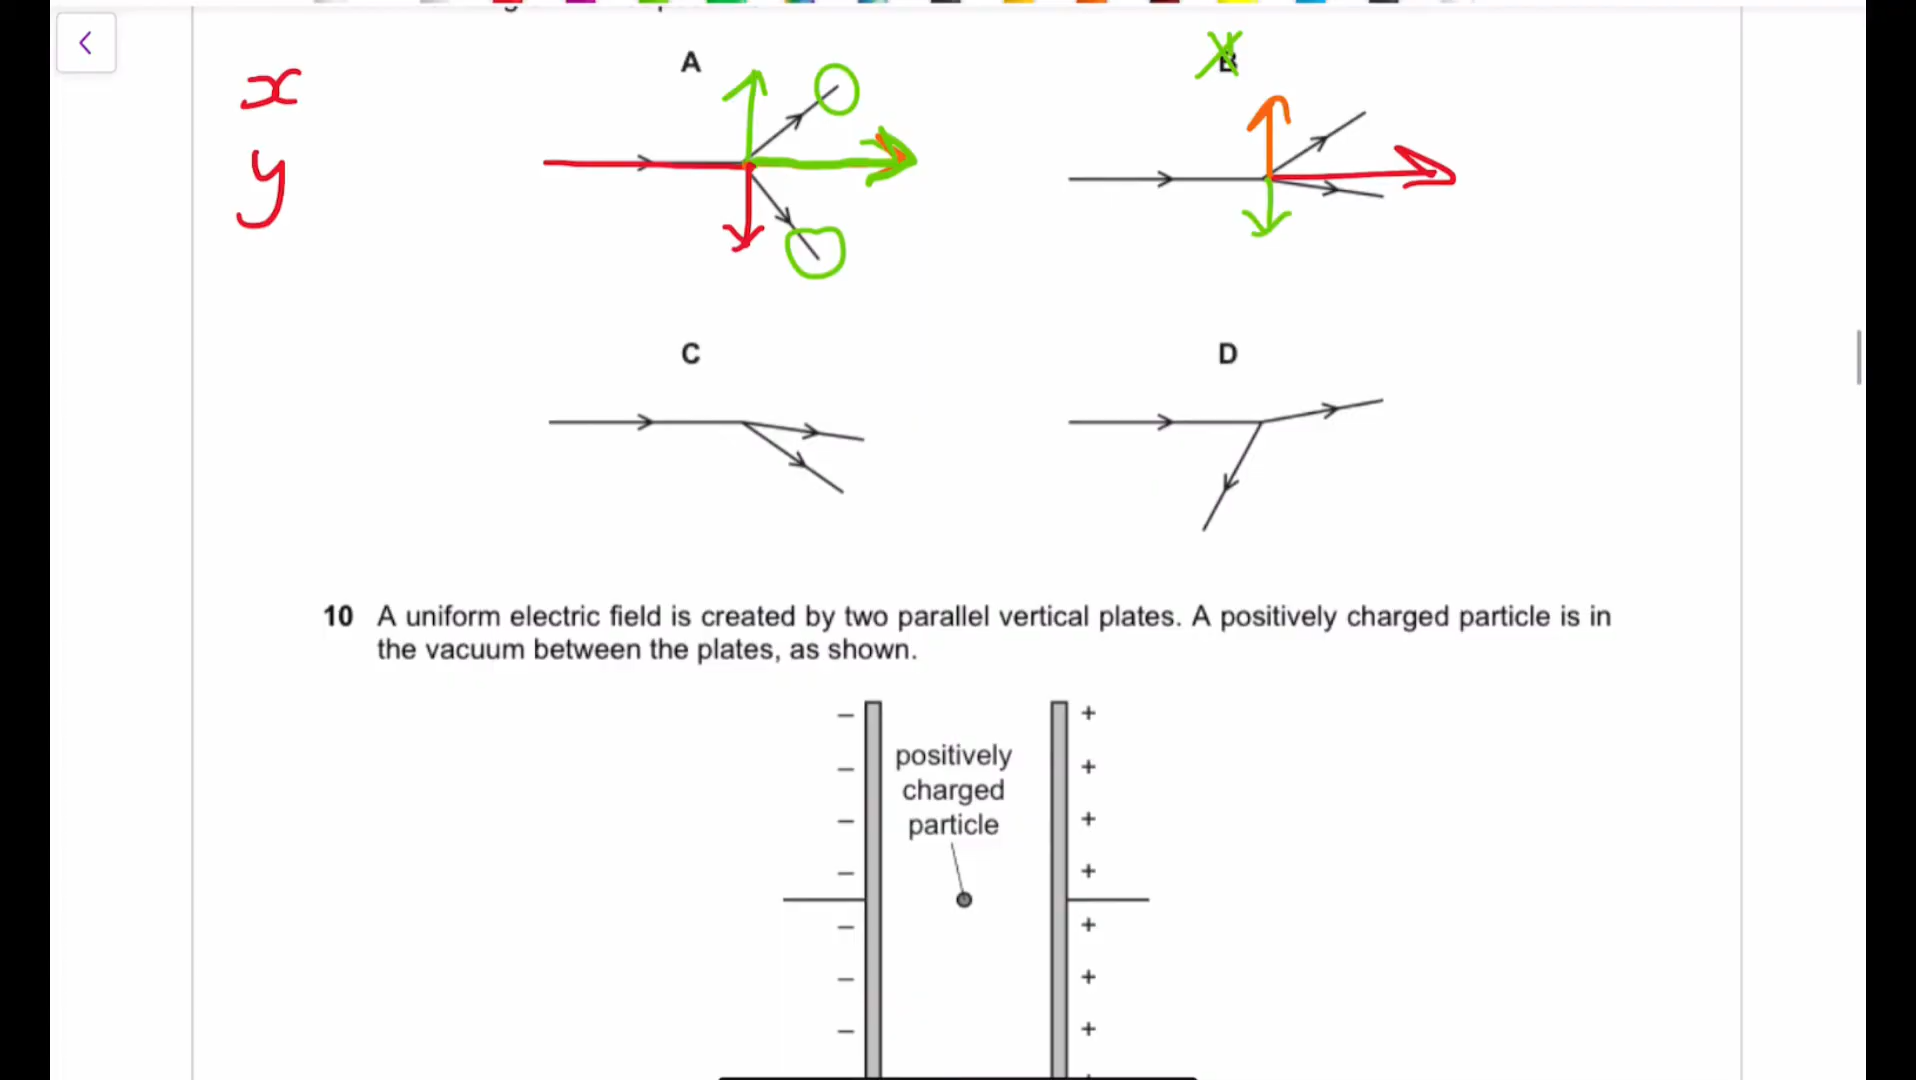 A
B
x
y
C
D
10 A uniform electric field is created by two parallel vertical plates. A positively charged particle is in
the vacuum between the plates, as shown.
– +
positively
– +
charged
– particle +
– +
– +
– +
– +